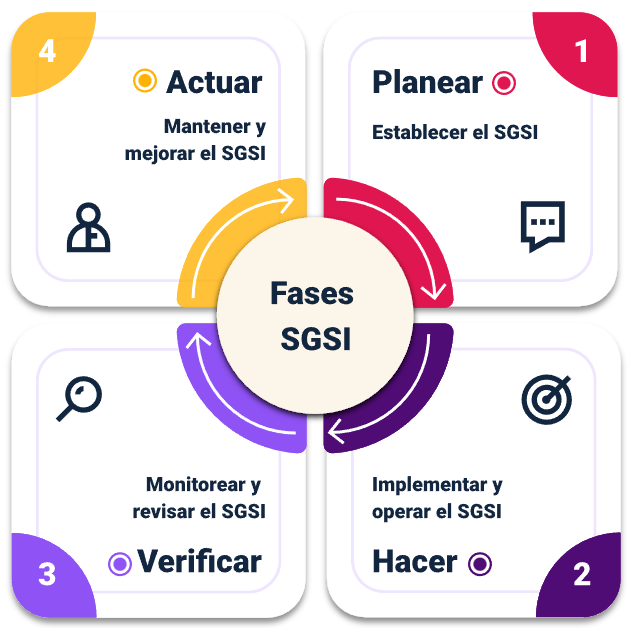 4
Actuar
Mantener y
mejorar el SGSI
1
Planear
Establecer el SGSI
Fases
SGSI
Monitorear y
revisar el SGSI
Verificar
3
Implementar y
operar el SGSI
Hacer
2